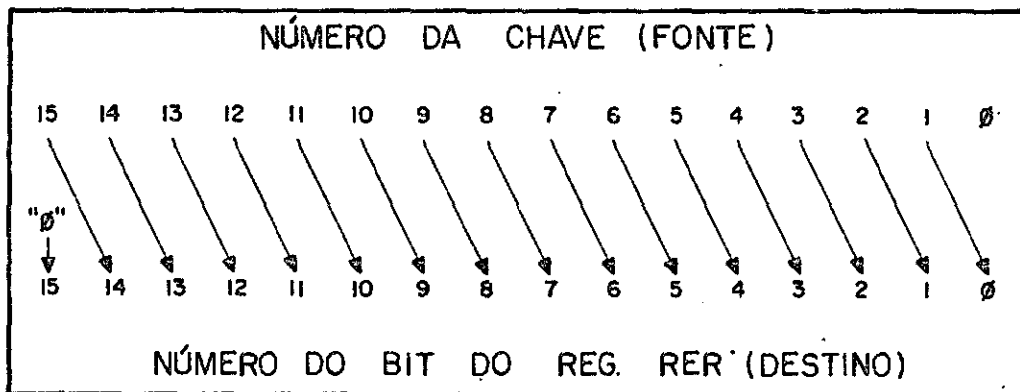 NÚMERO DA CHAVE (FONTE)
15 14 13 12 11 10 9 8 7 6 5 4 3 2 1 Ø
"Ø"
15 14 13 12 11 10 9 8 7 6 5 4 3 2 1 Ø
NÚMERO DO BIT DO REG. RER (DESTINO)